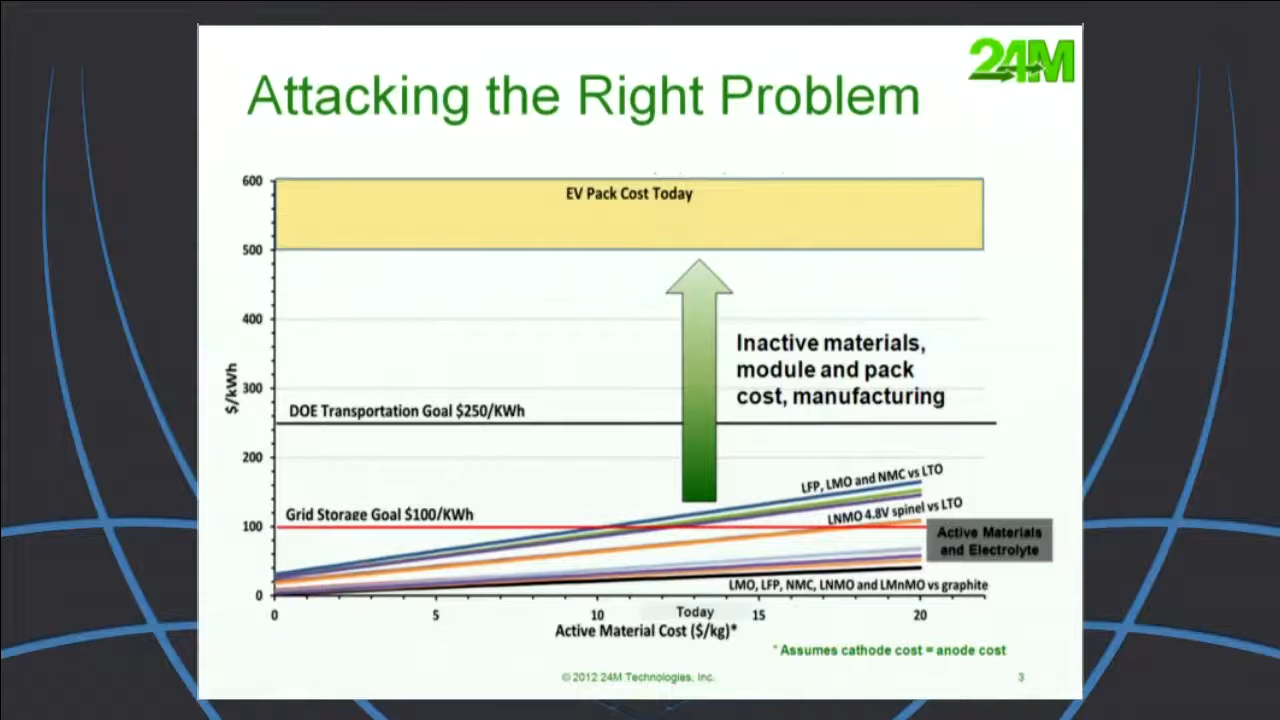 24M
Attacking the Right Problem
600
EV Pack Cost Today
500
400
Inactive materials,
module and pack
cost, manufacturing
$/kWh
300
DOE Transportation Goal $250/KWh
200
LFP, LMO and NMC vs LTO
Grid Storage Goal $100/KWh
LNMO 4.8V spinel vs LTO
100
Active Materials
and Electrolyte
LMO, LFP, NMC, LNMO and LMnMO vs graphite
0
0 5 10 Today 15 20
Active Material Cost ($/kg)*
* Assumes cathode cost = anode cost
© 2012 24M Technologies, Inc.
3